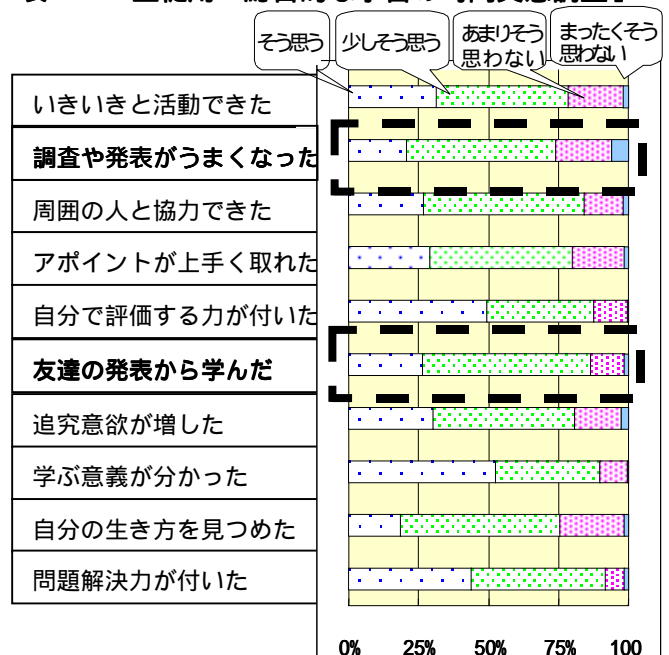 そう思う
少しそう思う
あまりそう
思わない
まったくそう
思わない
いきいきと活動できた
調査や発表がうまくなった
周囲の人と協力できた
アポイントが上手く取れた
自分で評価する力が付いた
友達の発表から学んだ
追究意欲が増した
学ぶ意義が分かった
自分の生き方を見つめた
問題解決力が付いた
0% 25% 50% 75% 100